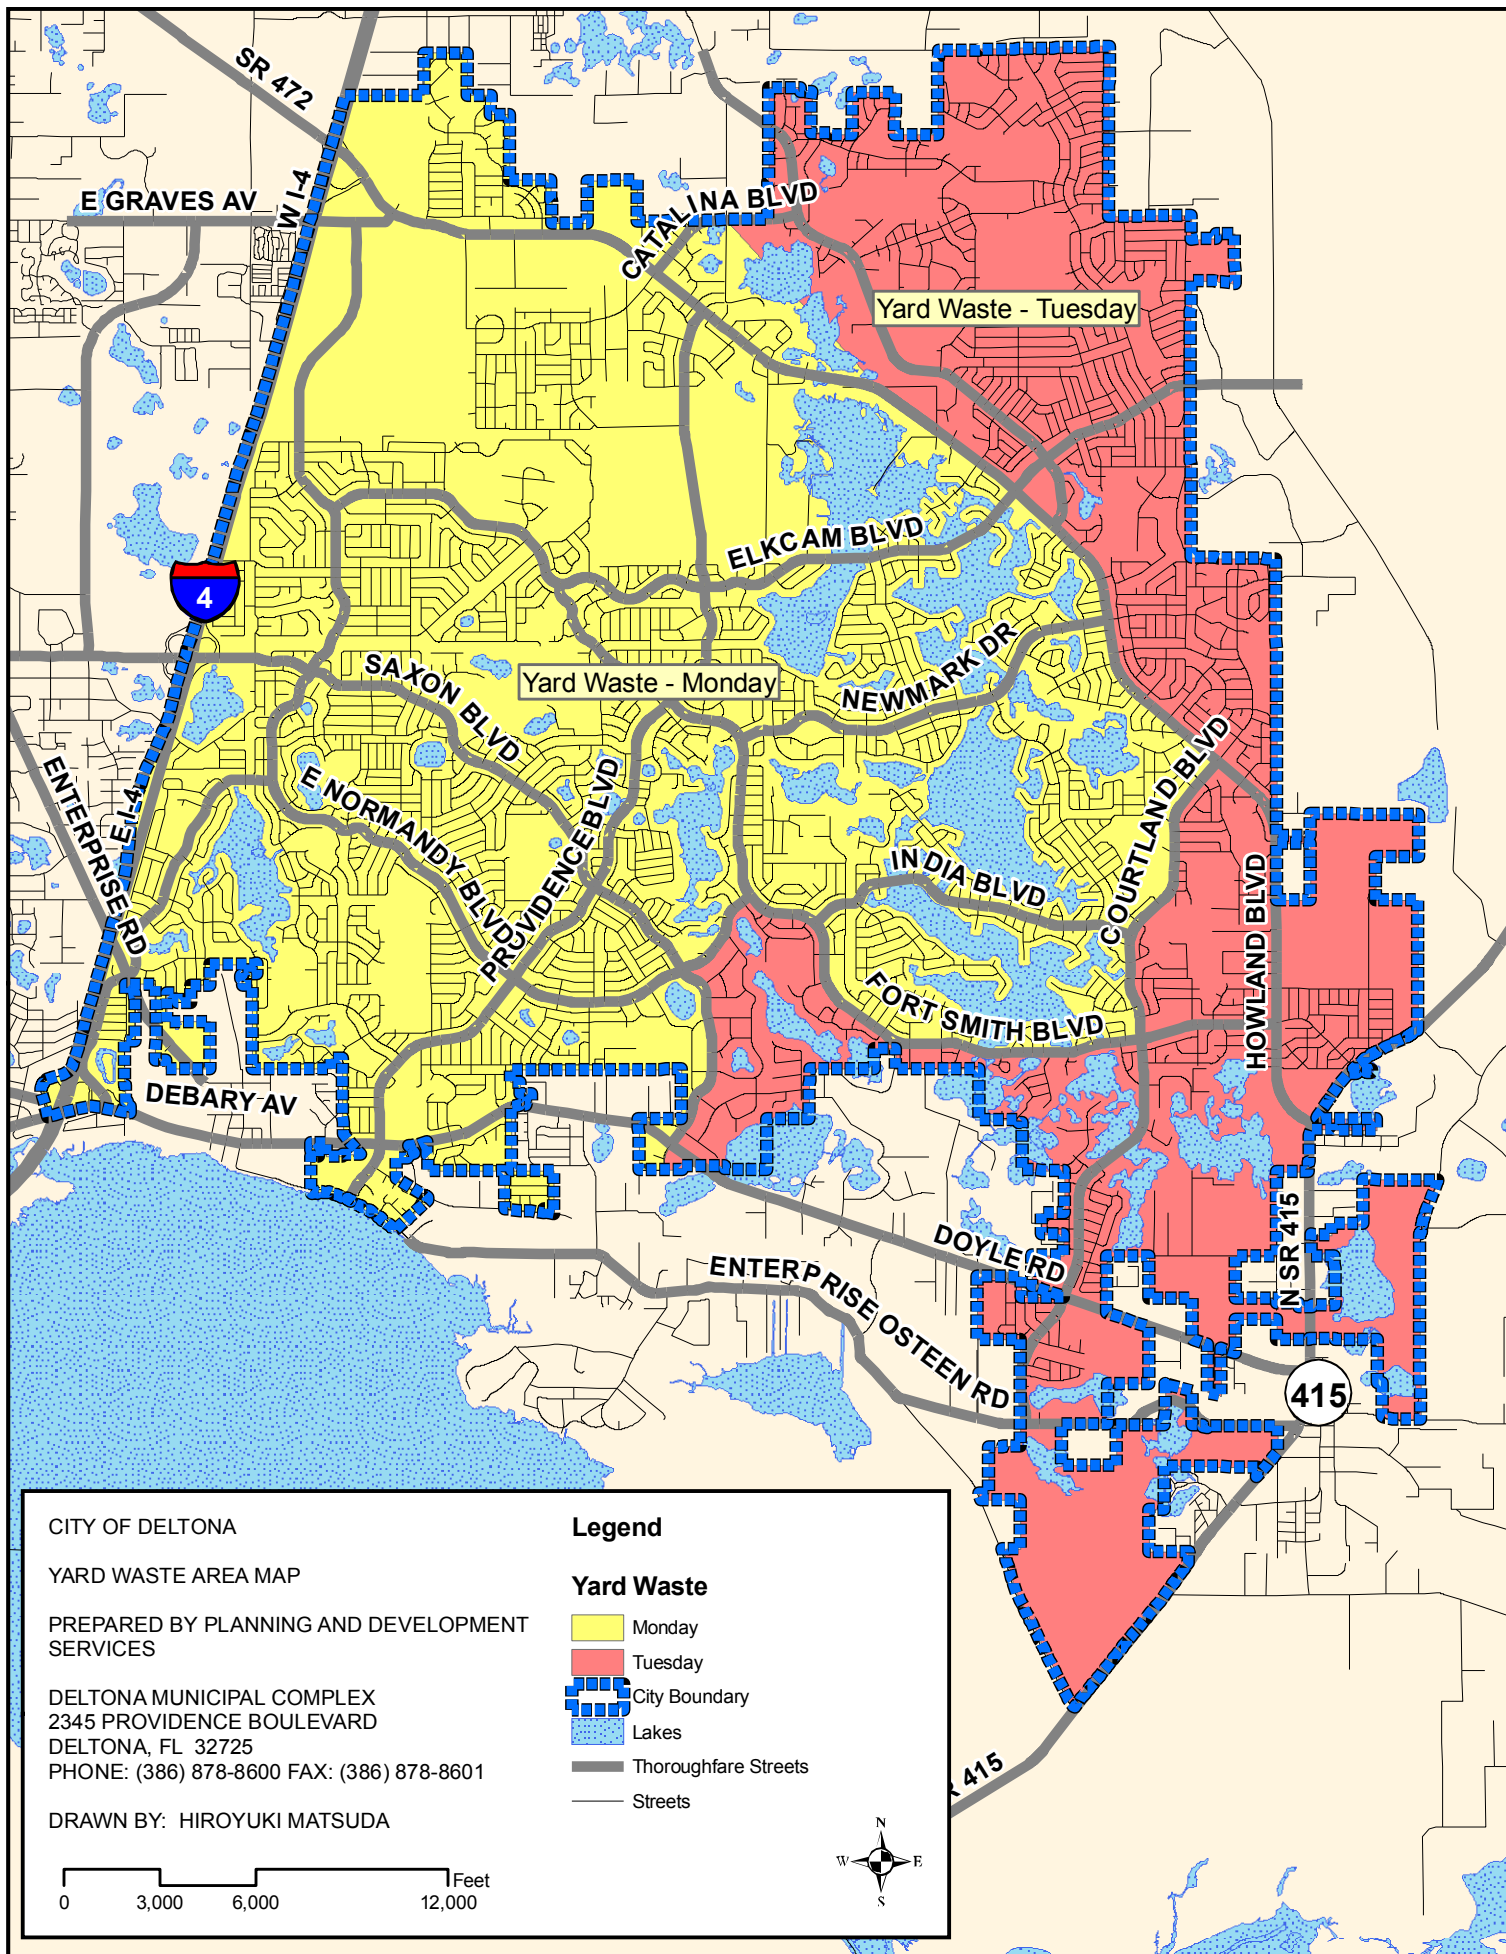 SR 472
W I-4
E GRAVES AV
CATALINA BLVD
Yard Waste - Tuesday
ELKCAM BLVD
4
SAXON BLVD
Yard Waste - Monday
NEWMARK DR
ENTERPRISE RD
E I-4
E NORMANDY BLVD
PROVIDENCE BLVD
COURTLAND BLVD
INDIA BLVD
HOWLAND BLVD
FORT SMITH BLVD
DEBARY AV
N SR 415
DOYLE RD
ENTERPRISE OSTEEN RD
415
R 415
CITY OF DELTONA
YARD WASTE AREA MAP
PREPARED BY PLANNING AND DEVELOPMENT
SERVICES
DELTONA MUNICIPAL COMPLEX
2345 PROVIDENCE BOULEVARD
DELTONA, FL 32725
PHONE: (386) 878-8600 FAX: (386) 878-8601
DRAWN BY: HIROYUKI MATSUDA
Feet
0 3,000 6,000 12,000
Legend
Yard Waste
Monday
Tuesday
City Boundary
Lakes
Thoroughfare Streets
Streets
N
W E
S